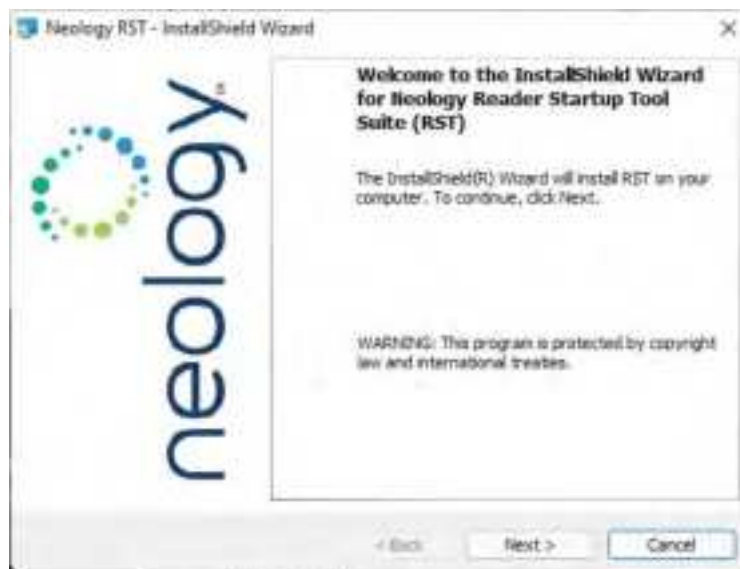 Neology RST - InstallShield Wizard
neology
Welcome to the InstallShield Wizard
for Neology Reader Startup Tool
Suite (RST)
The InstallShield(R) Wizard will install RST on your
computer. To continue, click Next.
WARNING: This program is protected by copyright
law and international treaties.
< Back
Next >
Cancel